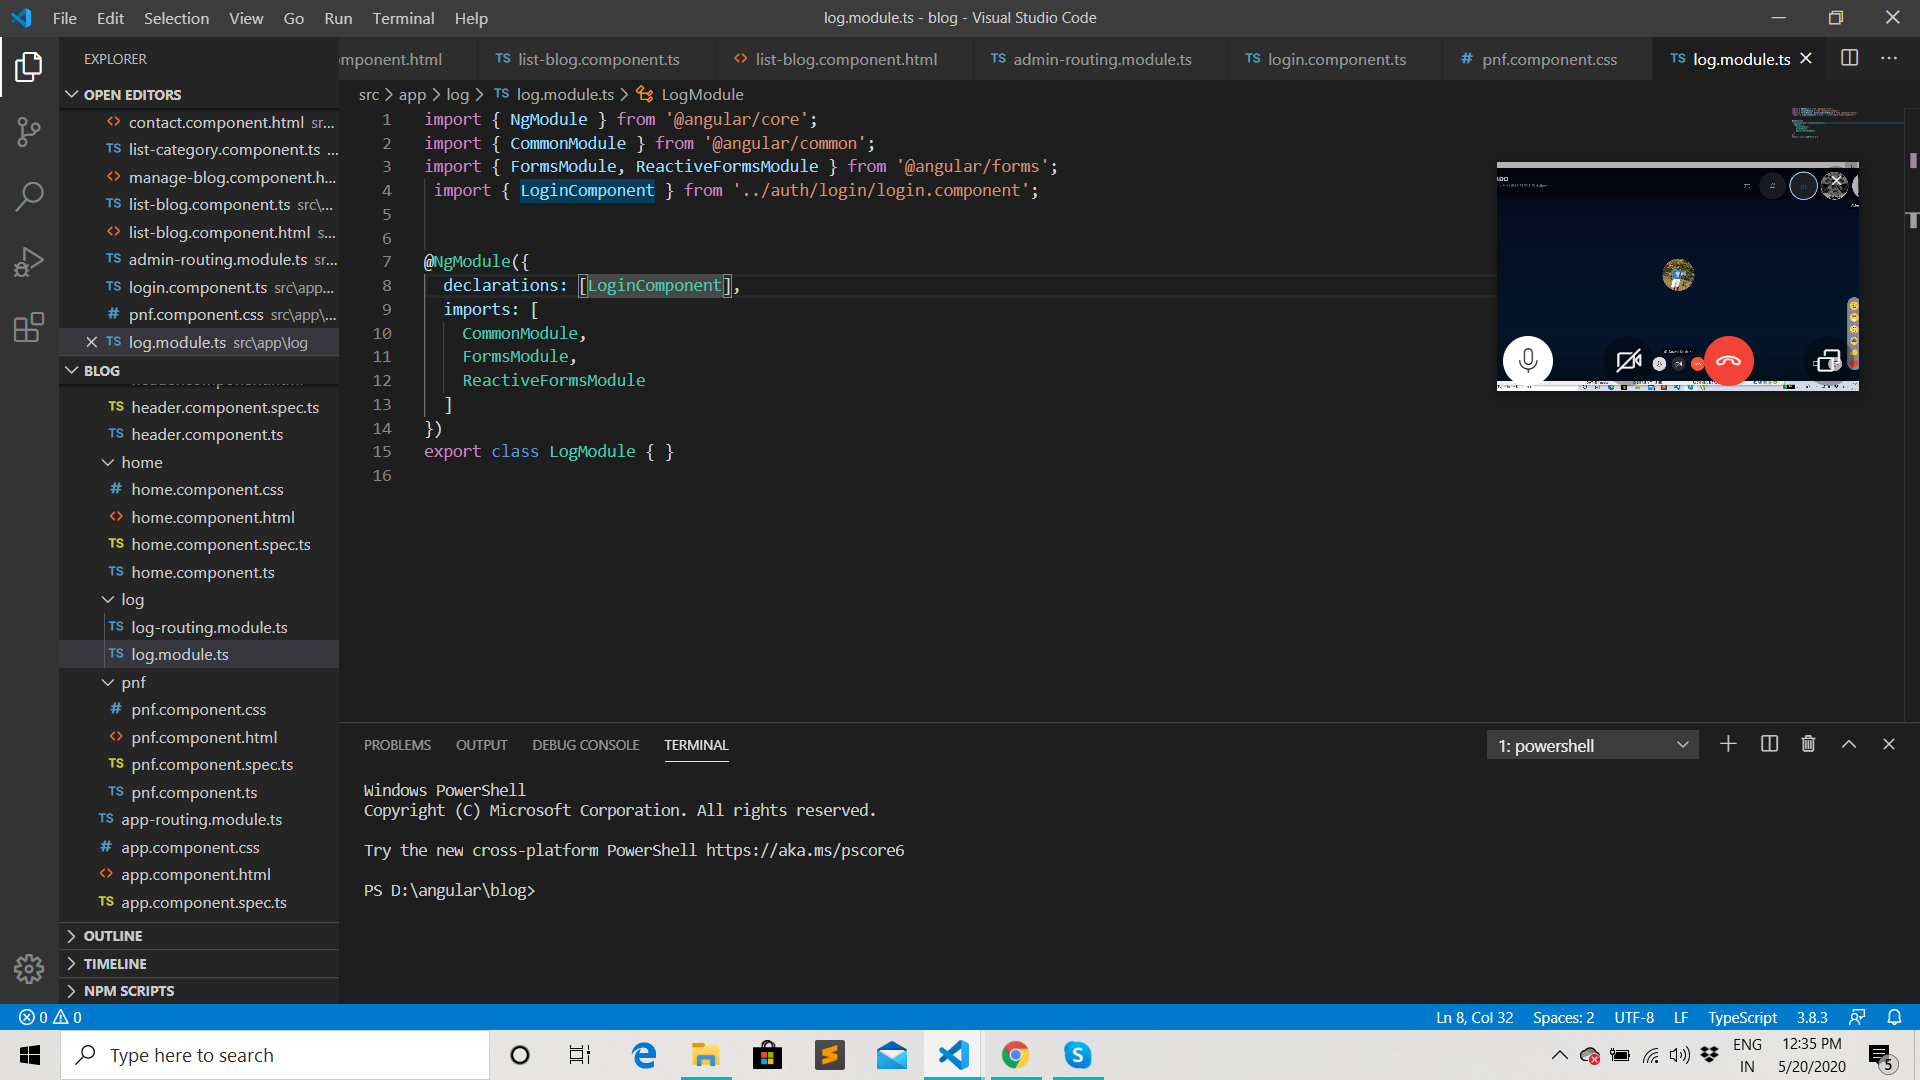 File Edit Selection View Go Run Terminal Help
log.module.ts - blog - Visual Studio Code
EXPLORER
OPEN EDITORS
contact.component.html sr...
list-category.component.ts ...
manage-blog.component.h...
list-blog.component.ts src\...
list-blog.component.html s...
admin-routing.module.ts sr...
login.component.ts src\app...
pnf.component.css src\app\...
log.module.ts src\app\log
BLOG
header.component.html
header.component.spec.ts
header.component.ts
home
home.component.css
home.component.html
home.component.spec.ts
home.component.ts
log
log-routing.module.ts
log.module.ts
pnf
pnf.component.css
pnf.component.html
pnf.component.spec.ts
pnf.component.ts
app-routing.module.ts
app.component.css
app.component.html
app.component.spec.ts
OUTLINE
TIMELINE
NPM SCRIPTS
omponent.html TS list-blog.component.ts <> list-blog.component.html TS admin-routing.module.ts TS login.component.ts # pnf.component.css TS log.module.ts
src > app > log > TS log.module.ts > LogModule
1 import { NgModule } from '@angular/core';
2 import { CommonModule } from '@angular/common';
3 import { FormsModule, ReactiveFormsModule } from '@angular/forms';
4 import { LoginComponent } from '../auth/login/login.component';
5
6
7 @NgModule({
8 declarations: [LoginComponent],
9 imports: [
10 CommonModule,
11 FormsModule,
12 ReactiveFormsModule
13 ]
14 })
15 export class LogModule { }
16
PROBLEMS OUTPUT DEBUG CONSOLE TERMINAL
1: powershell
Windows PowerShell
Copyright (C) Microsoft Corporation. All rights reserved.
Try the new cross-platform PowerShell https://aka.ms/pscore6
PS D:\angular\blog>
0 0
Ln 8, Col 32 Spaces: 2 UTF-8 LF TypeScript 3.8.3
Type here to search
ENG
IN
12:35 PM
5/20/2020
5